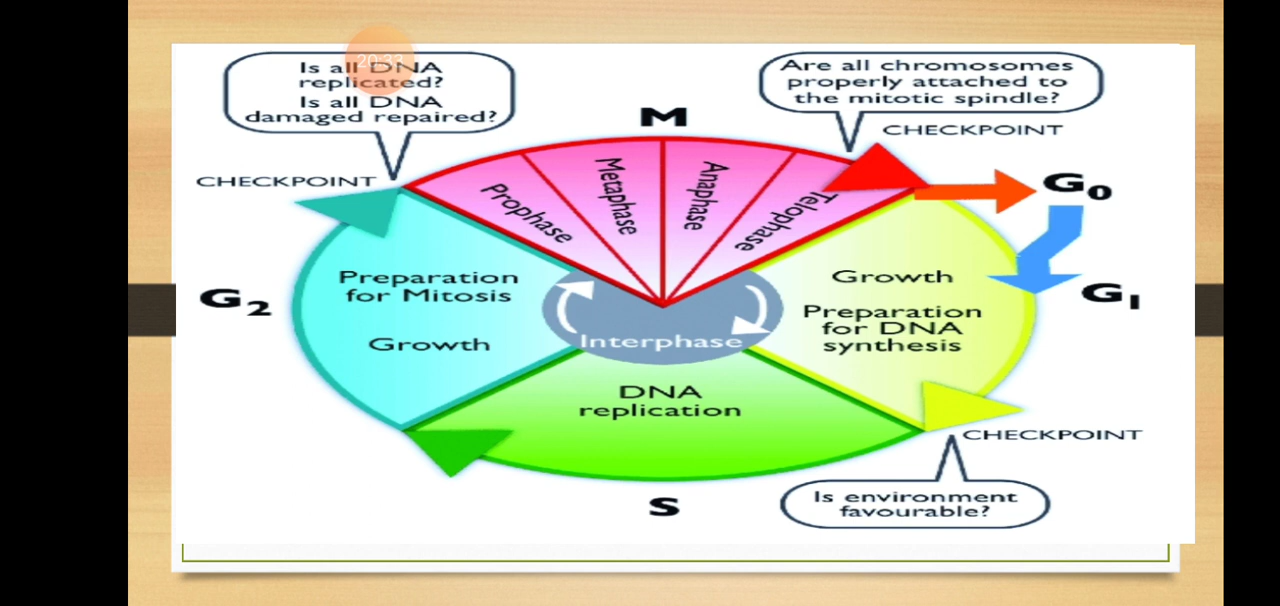 20:33
Is all DNA
replicated?
Is all DNA
damaged repaired?
Are all chromosomes
properly attached to
the mitotic spindle?
M
CHECKPOINT
CHECKPOINT
G0
Prophase
Metaphase
Anaphase
Telophase
G2
Preparation
for Mitosis
Growth
Growth
Preparation
for DNA
synthesis
G1
Interphase
DNA
replication
CHECKPOINT
S
Is environment
favourable?